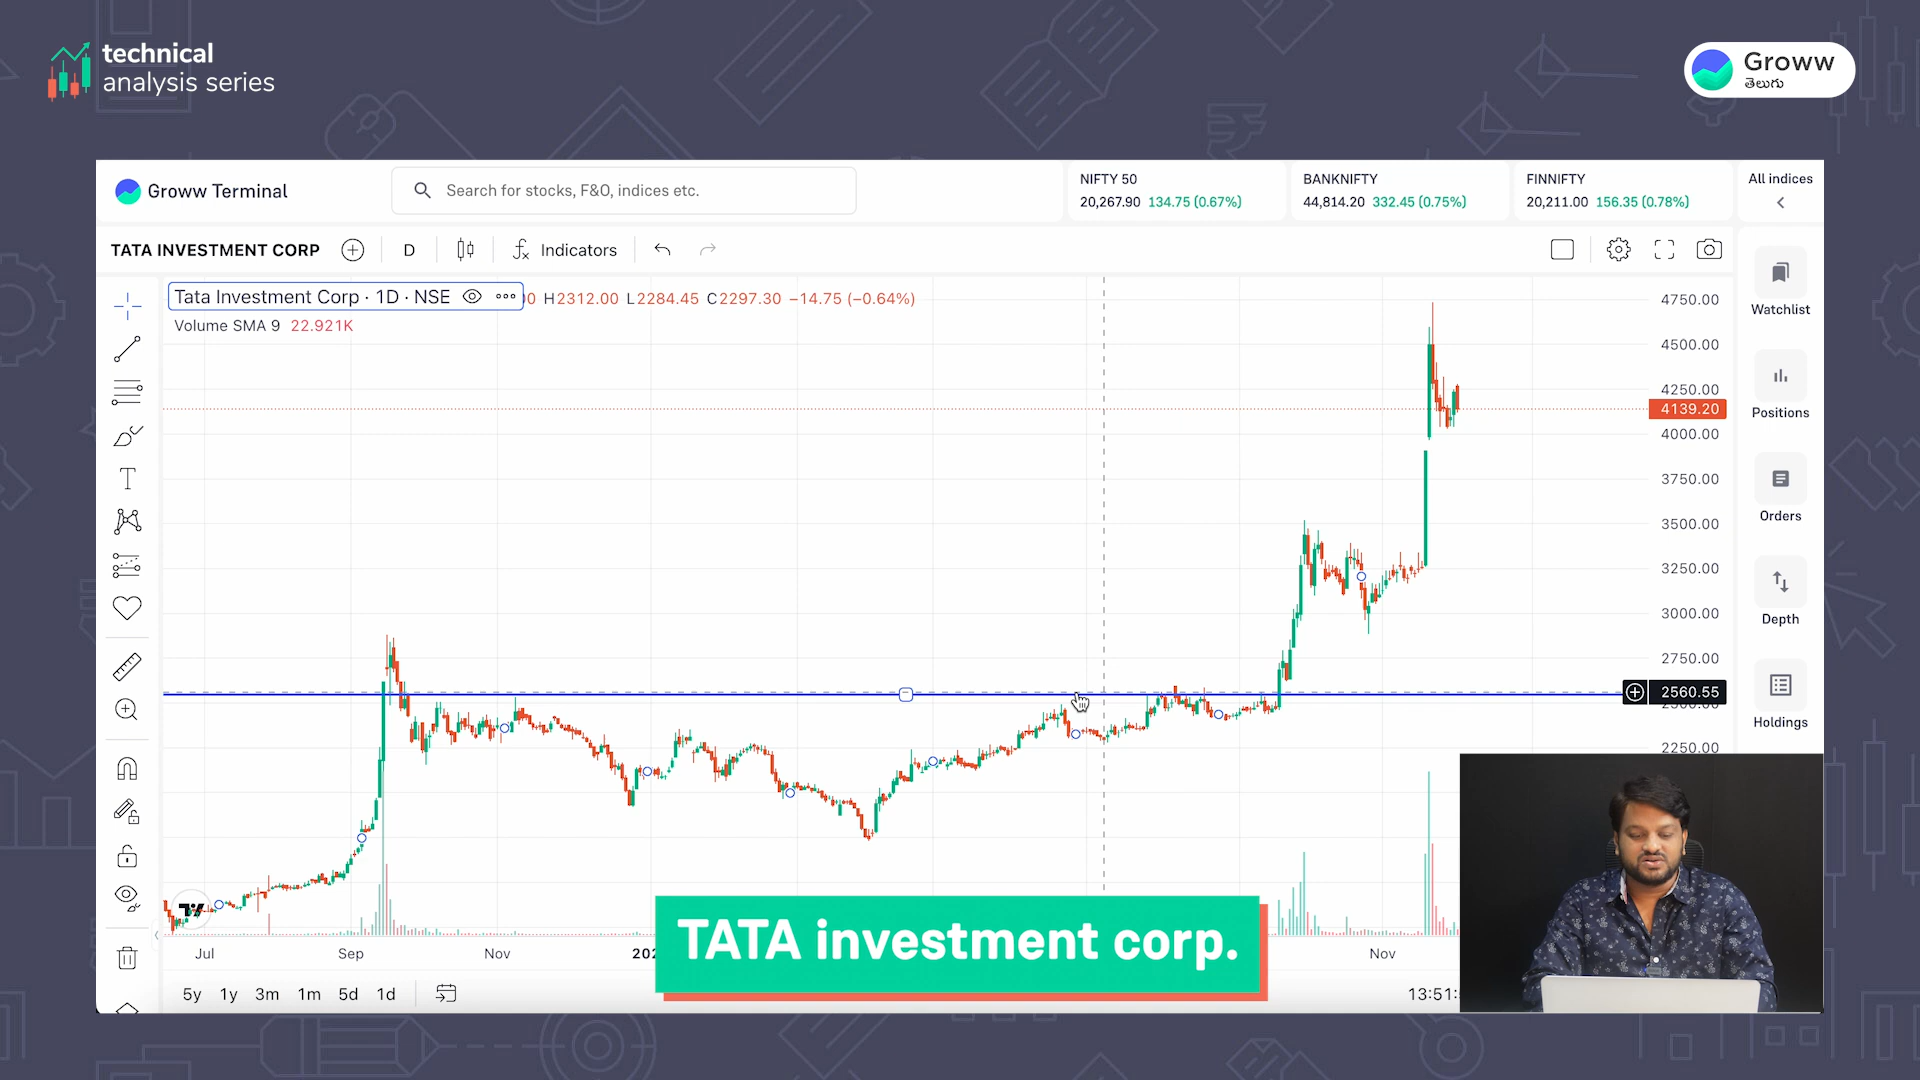 technical
analysis series
Groww
తెలుగు
Groww Terminal
Search for stocks, F&O, indices etc.
NIFTY 50
20,267.90 134.75 (0.67%)
BANKNIFTY
44,814.20 332.45 (0.75%)
FINNIFTY
20,211.00 156.35 (0.78%)
All indices
TATA INVESTMENT CORP
D
Indicators
Tata Investment Corp · 1D · NSE
H2312.00 L2284.45 C2297.30 −14.75 (−0.64%)
Volume SMA 9 22.921K
4750.00
4500.00
4250.00
4139.20
4000.00
3750.00
3500.00
3250.00
3000.00
2750.00
2560.55
2250.00
Watchlist
Positions
Orders
Depth
Holdings
Jul
Sep
Nov
Nov
TATA investment corp.
5y 1y 3m 1m 5d 1d
13:51: